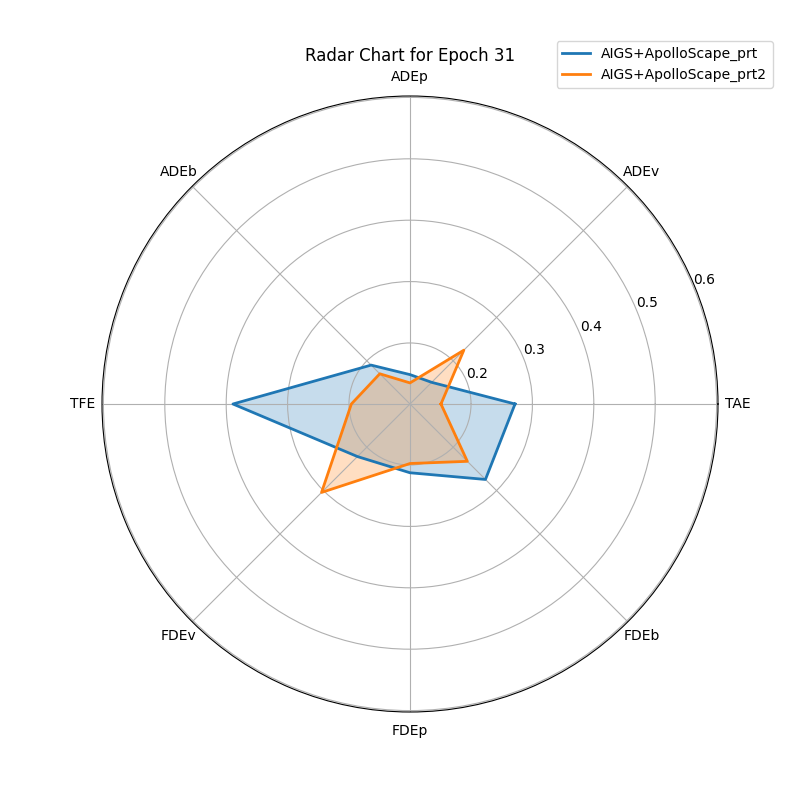 Radar Chart for Epoch 31
AIGS+ApolloScape_prt
AIGS+ApolloScape_prt2
ADEp
ADEb
ADEv
0.6
0.5
0.4
0.3
0.2
TFE
TAE
FDEv
FDEb
FDEp